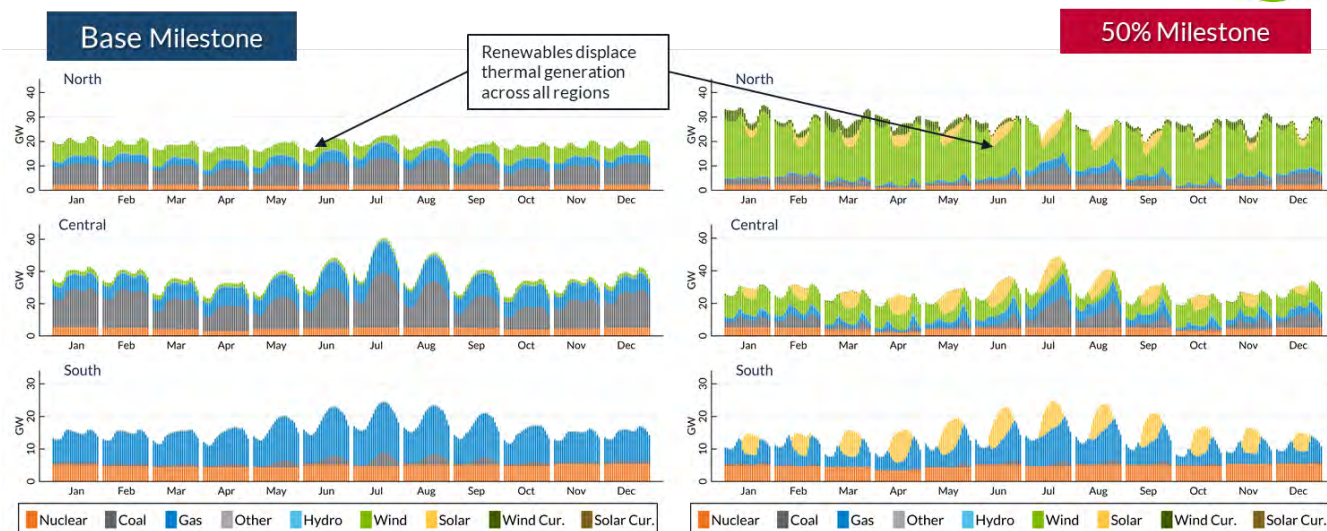 Base Milestone
50% Milestone
Renewables displace
thermal generation
across all regions
North
GW
0 10 20 30 40
Jan Feb Mar Apr May Jun Jul Aug Sep Oct Nov Dec
North
GW
0 10 20 30 40
Jan Feb Mar Apr May Jun Jul Aug Sep Oct Nov Dec
Central
GW
0 20 40 60
Jan Feb Mar Apr May Jun Jul Aug Sep Oct Nov Dec
Central
GW
0 20 40 60
Jan Feb Mar Apr May Jun Jul Aug Sep Oct Nov Dec
South
GW
0 10 20 30
Jan Feb Mar Apr May Jun Jul Aug Sep Oct Nov Dec
South
GW
0 10 20 30
Jan Feb Mar Apr May Jun Jul Aug Sep Oct Nov Dec
Nuclear Coal Gas Other Hydro Wind Solar Wind Cur. Solar Cur.
Nuclear Coal Gas Other Hydro Wind Solar Wind Cur. Solar Cur.